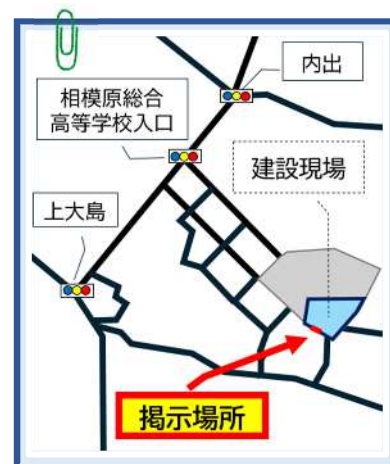 内出
相模原総合
高等学校入口
建設現場
上大島
掲示場所